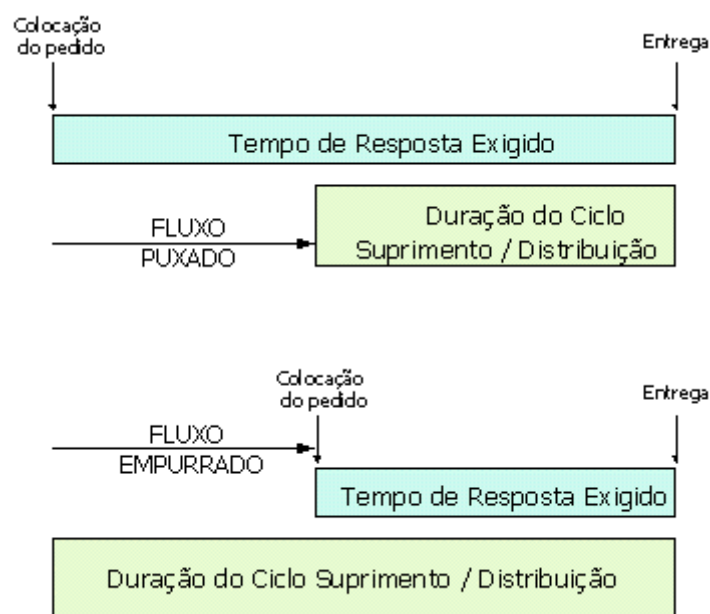 Colocação
do pedido
Entrega
Tempo de Resposta Exigido
Duração do Ciclo
Suprimento / Distribuição
FLUXO
PUXADO
Colocação
do pedido
Entrega
FLUXO
EMPURRADO
Tempo de Resposta Exigido
Duração do Ciclo Suprimento / Distribuição